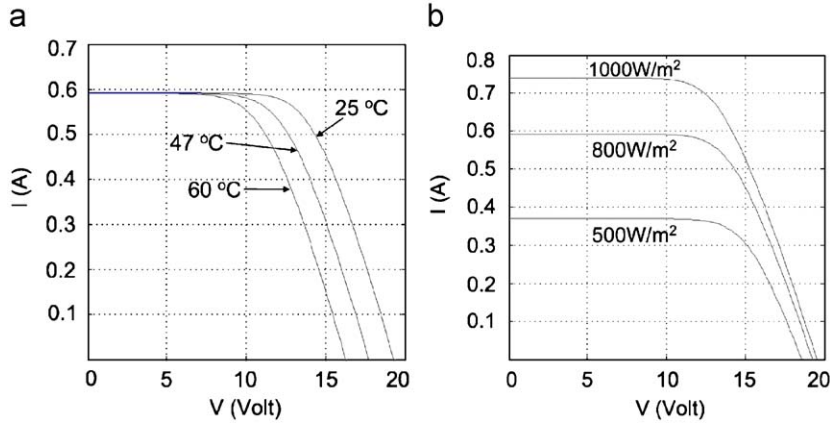 a
0.7
0.6
0.5
0.4
0.3
0.2
0.1
I (A)
25 ºC
47 ºC
60 ºC
0 5 10 15 20
V (Volt)
b
0.8
0.7
0.6
0.5
0.4
0.3
0.2
0.1
I (A)
1000W/m²
800W/m²
500W/m²
0 5 10 15 20
V (Volt)